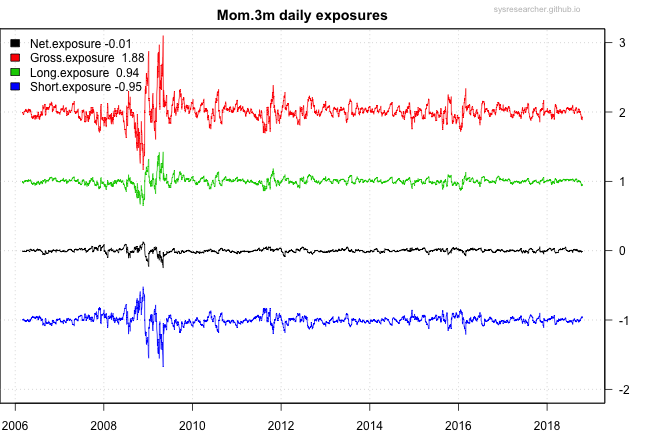 Mom.3m daily exposures
sysresearcher.github.io
Net.exposure -0.01
Gross.exposure 1.88
Long.exposure 0.94
Short.exposure -0.95
3
2
1
0
-1
-2
2006 2008 2010 2012 2014 2016 2018